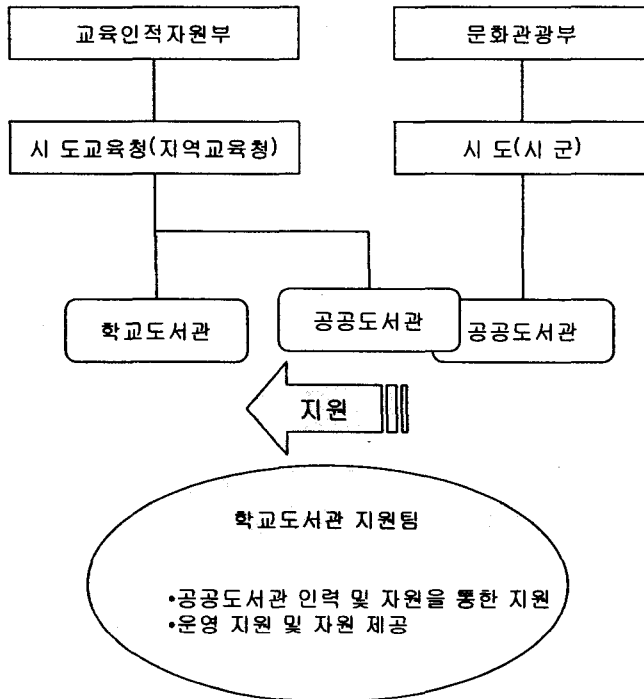 교육인적자원부
문화관광부
시 도교육청(지역교육청)
시 도(시 군)
학교도서관
공공도서관
공공도서관
지원
학교도서관 지원팀
•공공도서관 인력 및 자원을 통한 지원
•운영 지원 및 자원 제공